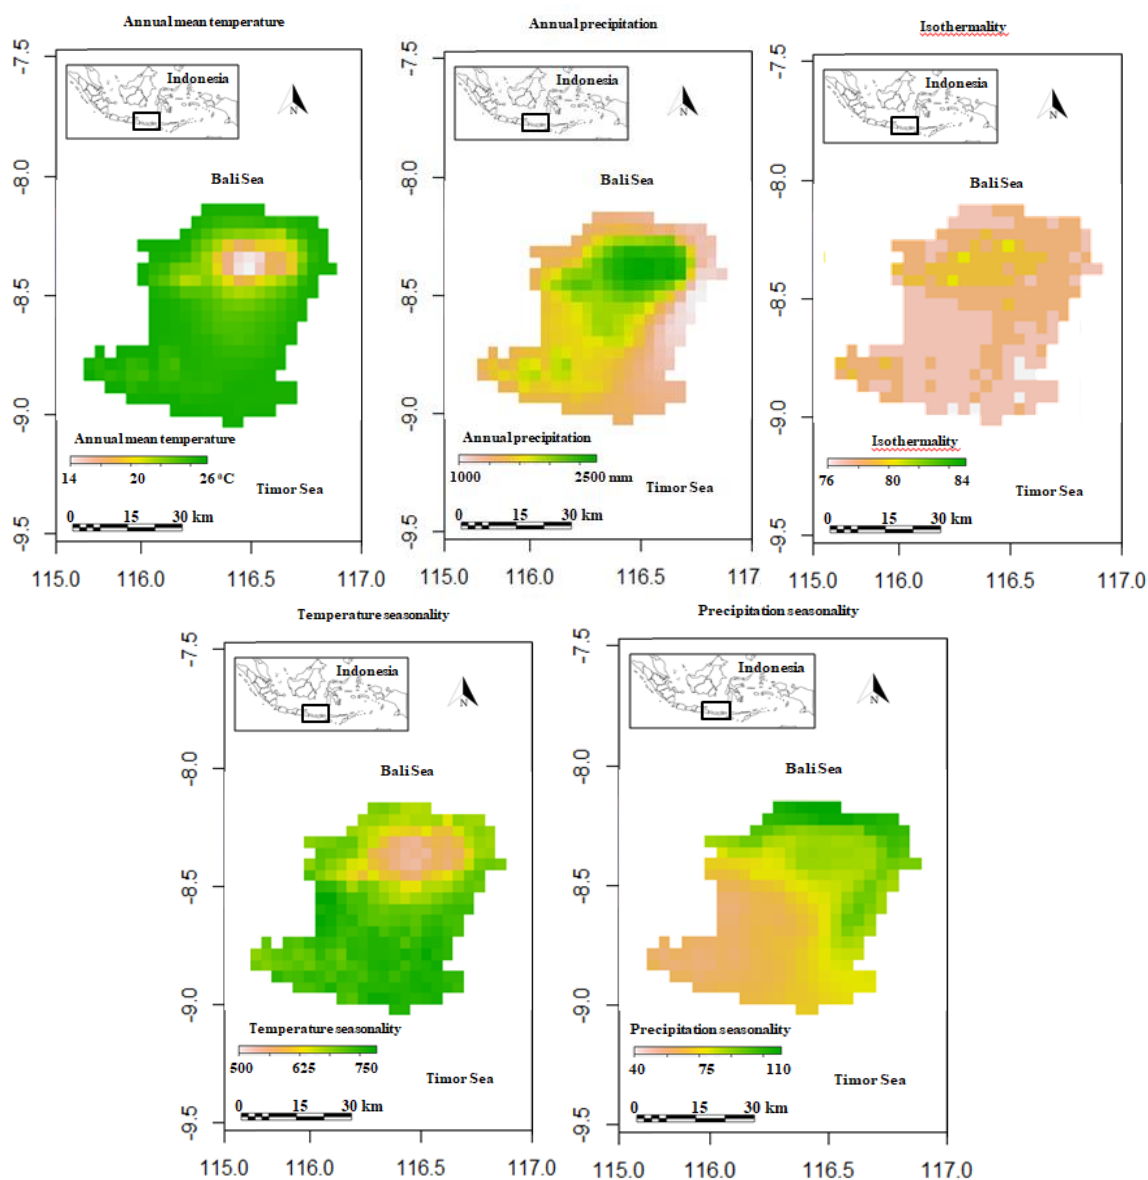 Annual mean temperature
Annual precipitation
Isothermality
-7.5
-8.0
-8.5
-9.0
-9.5
Indonesia
N
Bali Sea
Annual mean temperature
14 20 26 °C
Timor Sea
0 15 30 km
115.0 116.0 116.5 117.0
Indonesia
N
Bali Sea
Annual precipitation
1000 2500 mm
Timor Sea
0 15 30 km
-7.5
-8.0
-8.5
-9.0
-9.5
115.0 116.0 116.5 117.
Indonesia
N
Bali Sea
Isothermality
76 80 84
Timor Sea
0 15 30 km
-7.5
-8.0
-8.5
-9.0
-9.5
115.0 116.0 116.5 117.0
Temperature seasonality
Precipitation seasonality
-7.5
-8.0
-8.5
-9.0
-9.5
Indonesia
N
Bali Sea
Temperature seasonality
500 625 750
Timor Sea
0 15 30 km
115.0 116.0 116.5 117.0
-7.5
-8.0
-8.5
-9.0
-9.5
Indonesia
N
Bali Sea
Precipitation seasonality
40 75 110
Timor Sea
0 15 30 km
115.0 116.0 116.5 117.0